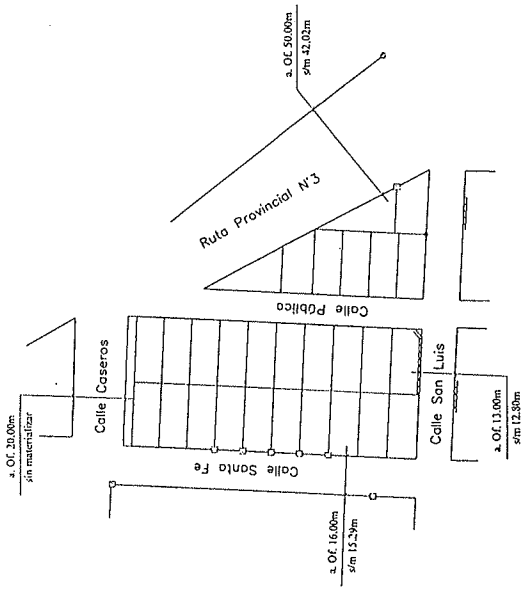 a. Of. 50.00m
s/m 42.02m
Ruta Provincial N°3
Calle Pública
a. Of. 20.00m
sin materializar
Calle Caseros
Calle Santa Fe
Calle San Luis
a. Of. 13.00m
s/m 12.80m
a. Of. 16.00m
s/m 15.29m